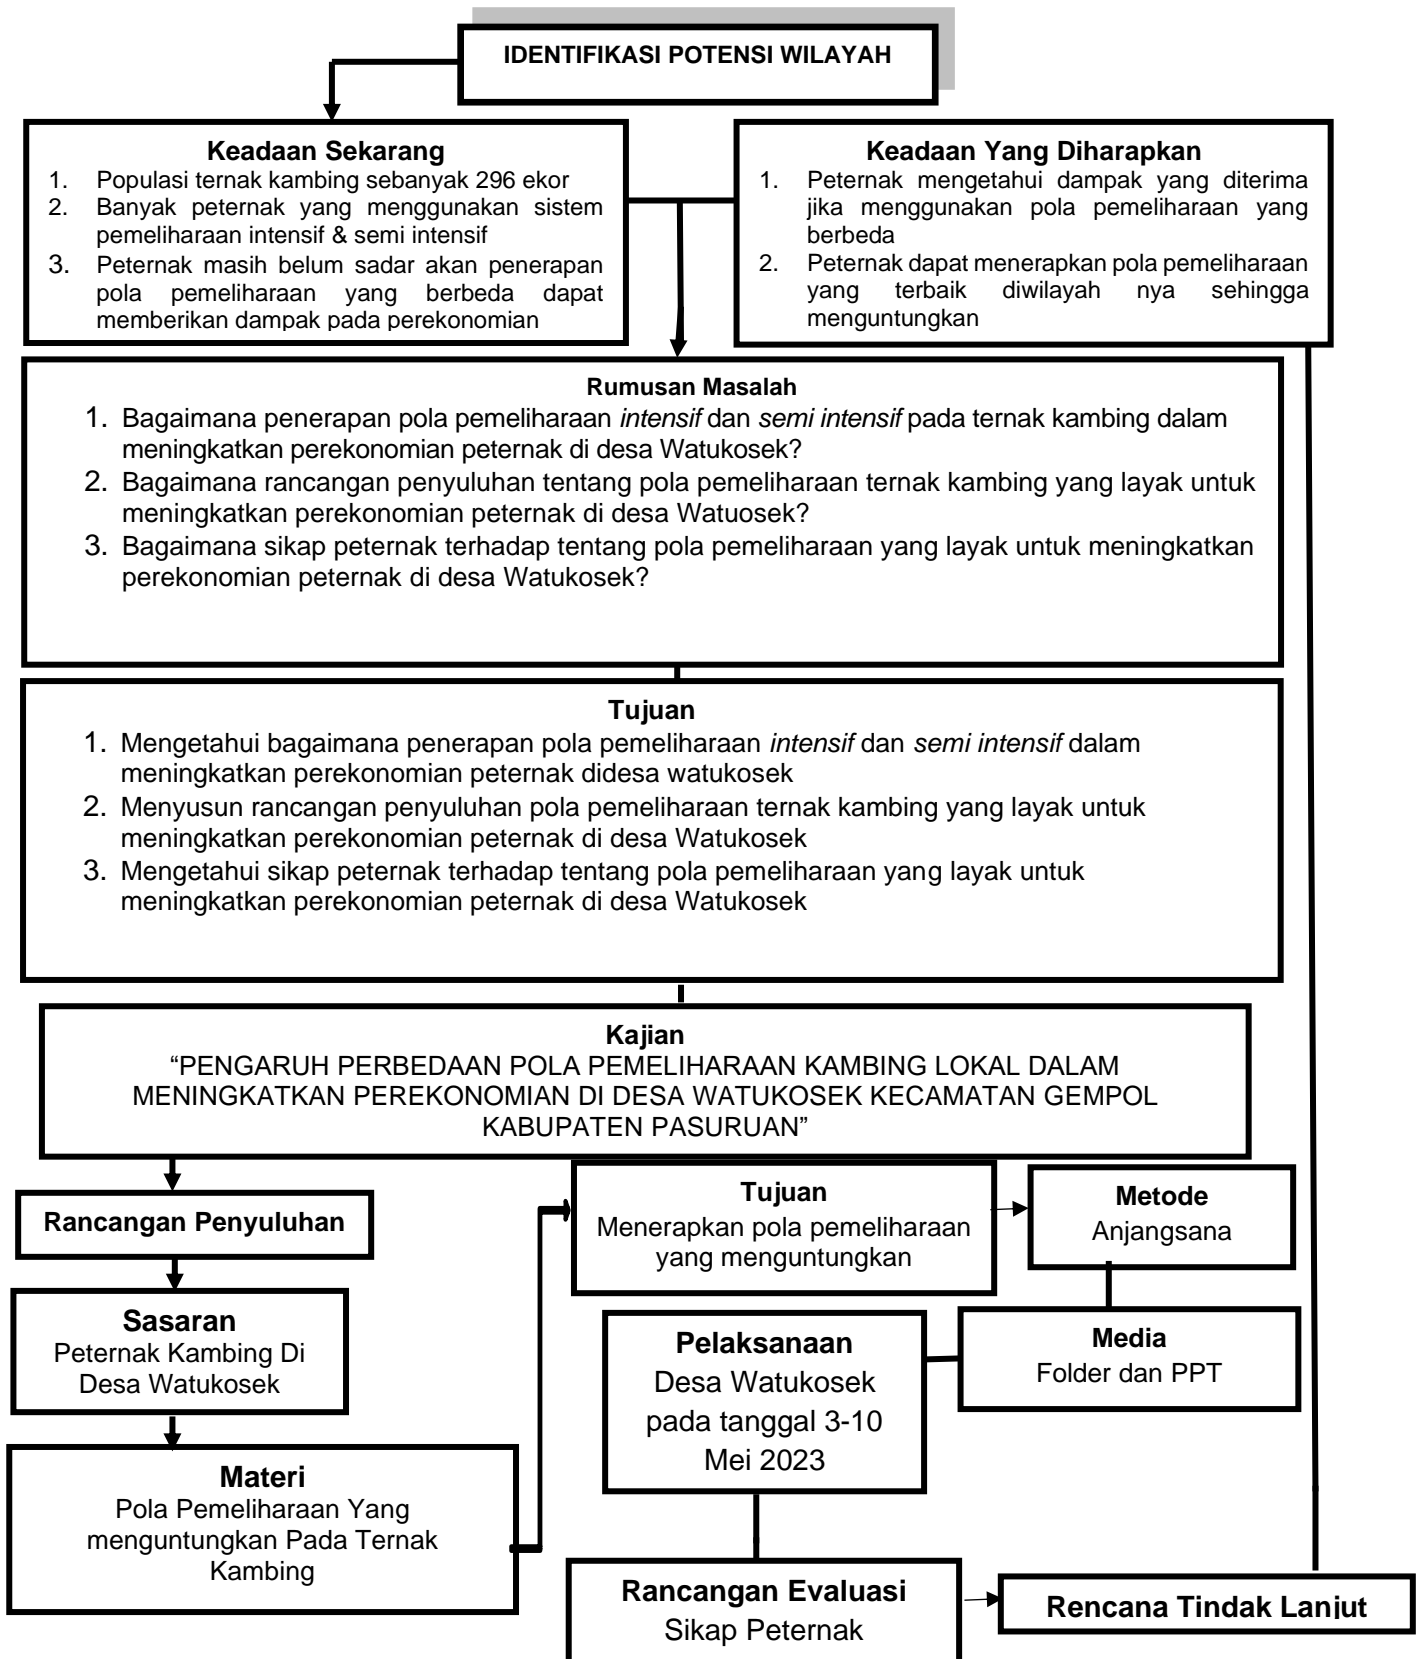 IDENTIFIKASI POTENSI WILAYAH
Keadaan Sekarang
1. Populasi ternak kambing sebanyak 296 ekor
2. Banyak peternak yang menggunakan sistem
pemeliharaan intensif & semi intensif
3. Peternak masih belum sadar akan penerapan
pola pemeliharaan yang berbeda dapat
memberikan dampak pada perekonomian
Keadaan Yang Diharapkan
1. Peternak mengetahui dampak yang diterima
jika menggunakan pola pemeliharaan yang
berbeda
2. Peternak dapat menerapkan pola pemeliharaan
yang terbaik diwilayah nya sehingga
menguntungkan
Rumusan Masalah
1. Bagaimana penerapan pola pemeliharaan intensif dan semi intensif pada ternak kambing dalam
meningkatkan perekonomian peternak di desa Watukosek?
2. Bagaimana rancangan penyuluhan tentang pola pemeliharaan ternak kambing yang layak untuk
meningkatkan perekonomian peternak di desa Watuosek?
3. Bagaimana sikap peternak terhadap tentang pola pemeliharaan yang layak untuk meningkatkan
perekonomian peternak di desa Watukosek?
Tujuan
1. Mengetahui bagaimana penerapan pola pemeliharaan intensif dan semi intensif dalam
meningkatkan perekonomian peternak didesa watukosek
2. Menyusun rancangan penyuluhan pola pemeliharaan ternak kambing yang layak untuk
meningkatkan perekonomian peternak di desa Watukosek
3. Mengetahui sikap peternak terhadap tentang pola pemeliharaan yang layak untuk
meningkatkan perekonomian peternak di desa Watukosek
Kajian
“PENGARUH PERBEDAAN POLA PEMELIHARAAN KAMBING LOKAL DALAM
MENINGKATKAN PEREKONOMIAN DI DESA WATUKOSEK KECAMATAN GEMPOL
KABUPATEN PASURUAN”
Rancangan Penyuluhan
Sasaran
Peternak Kambing Di
Desa Watukosek
Materi
Pola Pemeliharaan Yang
menguntungkan Pada Ternak
Kambing
Tujuan
Menerapkan pola pemeliharaan
yang menguntungkan
Metode
Anjangsana
Media
Folder dan PPT
Pelaksanaan
Desa Watukosek
pada tanggal 3-10
Mei 2023
Rancangan Evaluasi
Sikap Peternak
Rencana Tindak Lanjut